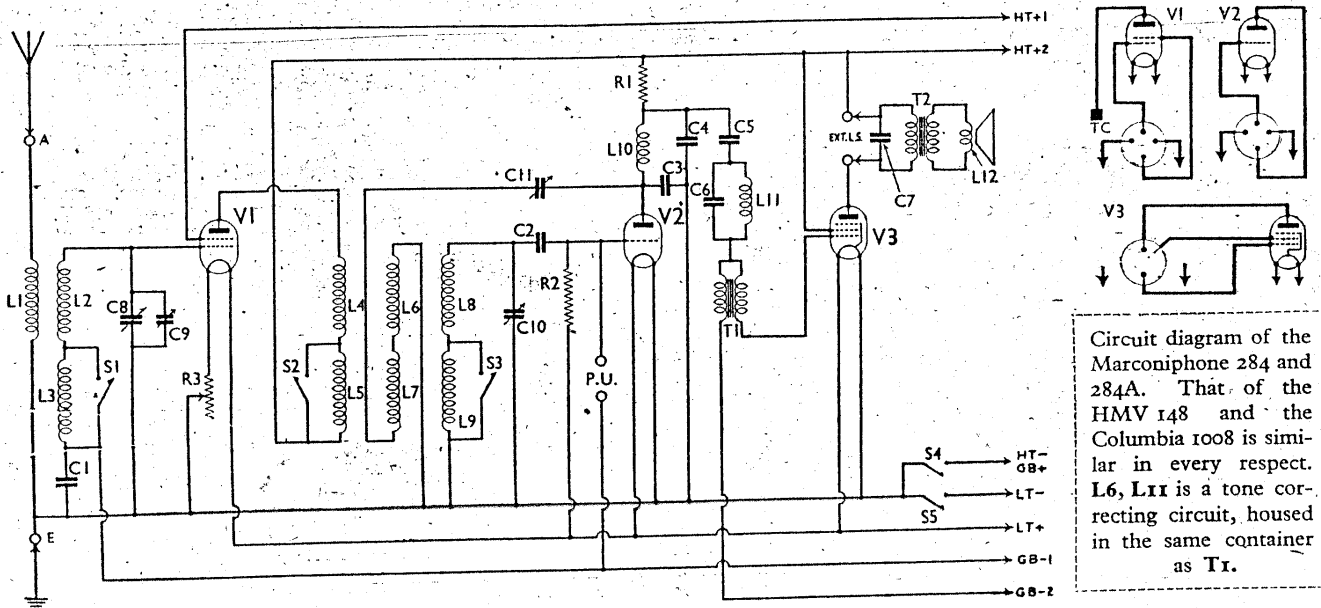 HT+1
HT+2
V1
V2
TC
V3
A
R1
T2
C4
C5
EXT.L.S.
L10
C3
C6
L11
C7
L12
C11
V1
V2
V3
C2
L1
L2
C8
C9
L4
L6
L8
C10
R2
T1
L3
S1
R3
S2
L5
L7
S3
L9
P.U.
C1
S4
S5
E
HT-
GB+
LT-
LT+
GB-1
GB-2
Circuit diagram of the
Marconiphone 284 and
284A. That of the
HMV 148 and the
Columbia 1008 is simi-
lar in every respect.
L6, L11 is a tone cor-
recting circuit, housed
in the same container
as T1.